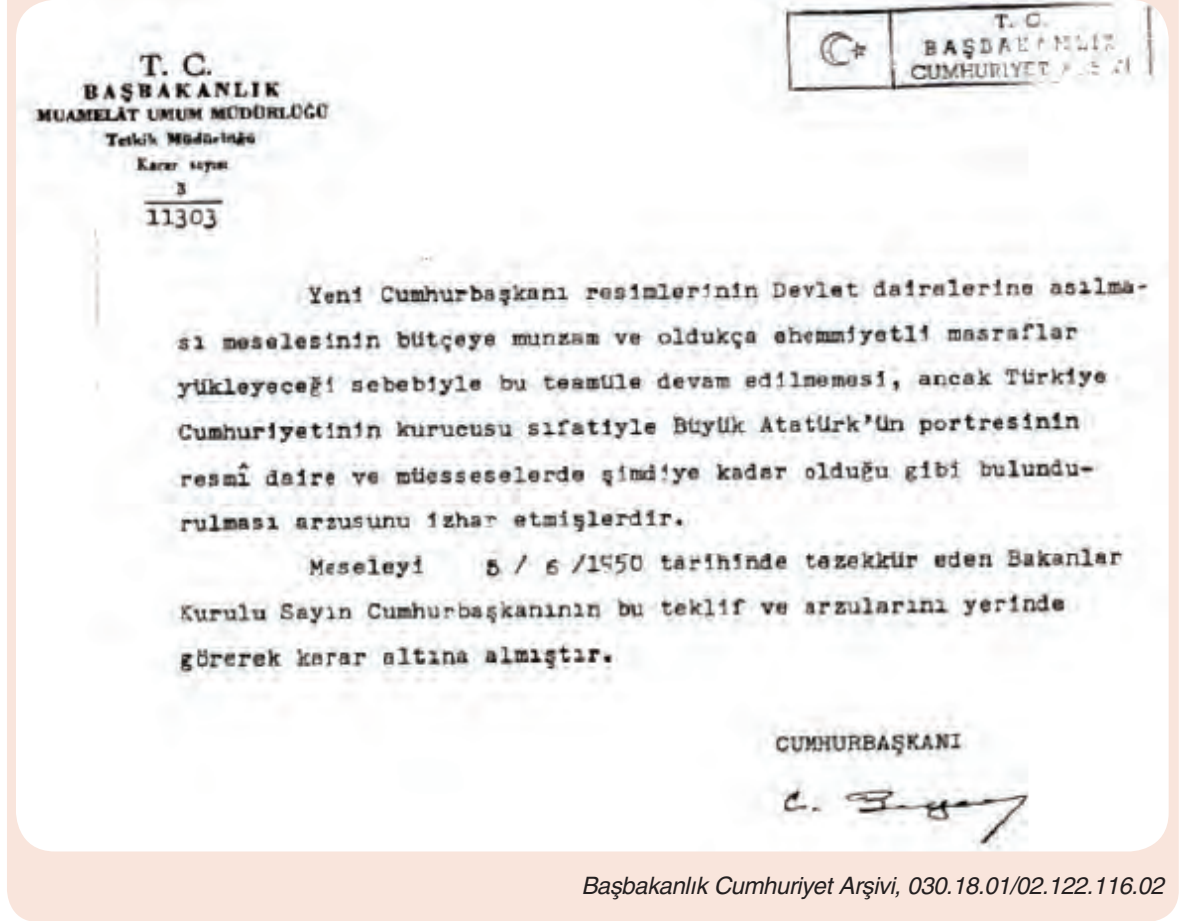 T. C.
BAŞBAKANLIK
MUAMELÂT UMUM MÜDÜRLÜĞÜ
Tetkik Müdürlüğü
Karar sayısı
3
11303
T. C.
BAŞBAKANLIK
CUMHURİYET
Yeni Cumhurbaşkanı resimlerinin Devlet dairelerine asılma-
sı meselesinin bütçeye munzam ve oldukça ehemmiyetli masraflar
yükleyeceği sebebiyle bu teamüle devam edilmemesi, ancak Türkiye
Cumhuriyetinin kurucusu sıfatiyle Büyük Atatürk'ün portresinin
resmî daire ve müesseselerde şimdiye kadar olduğu gibi bulundu-
rulması arzusunu izhar etmişlerdir.
Meseleyi 5 / 6 /1950 tarihinde tezekkür eden Bakanlar
Kurulu Sayın Cumhurbaşkanının bu teklif ve arzularını yerinde
görerek karar altına almıştır.
CUMHURBAŞKANI
C. Bayar
Başbakanlık Cumhuriyet Arşivi, 030.18.01/02.122.116.02